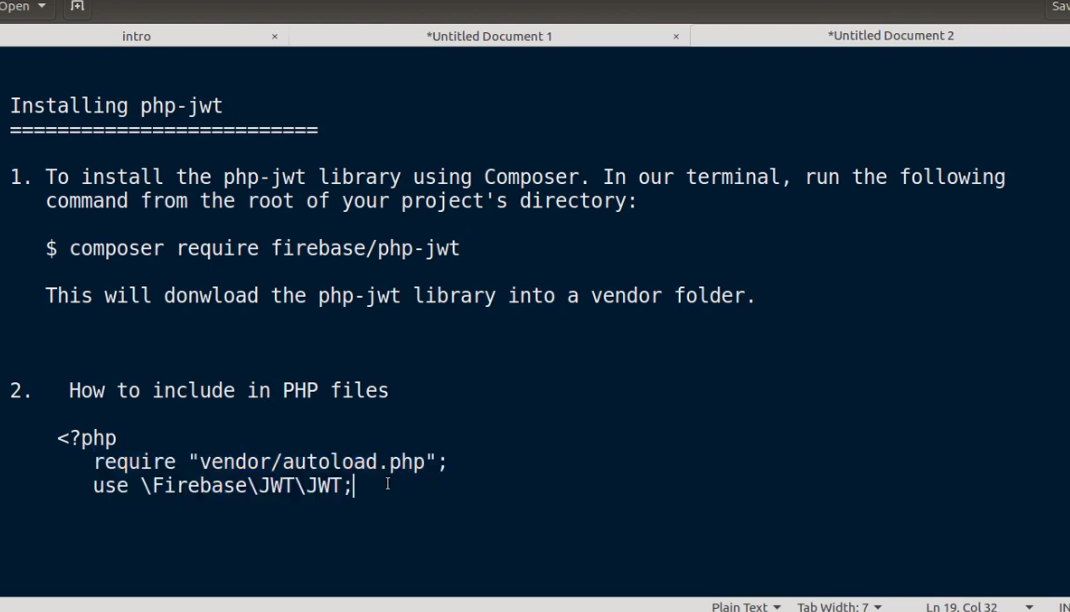 Open
Sav
intro × *Untitled Document 1 × *Untitled Document 2
Installing php-jwt
==========================
1. To install the php-jwt library using Composer. In our terminal, run the following
command from the root of your project's directory:
$ composer require firebase/php-jwt
This will donwload the php-jwt library into a vendor folder.
2. How to include in PHP files
<?php
require "vendor/autoload.php";
use \Firebase\JWT\JWT;
Plain Text Tab Width: 7 Ln 19, Col 32 IN